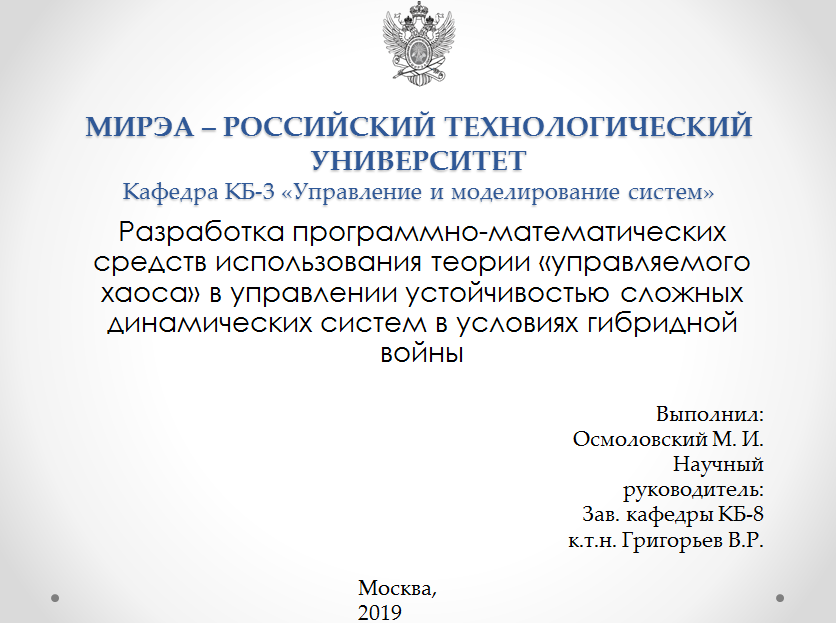 МИРЭА – РОССИЙСКИЙ ТЕХНОЛОГИЧЕСКИЙ
УНИВЕРСИТЕТ
Кафедра КБ-3 «Управление и моделирование систем»
Разработка программно-математических
средств использования теории «управляемого
хаоса» в управлении устойчивостью сложных
динамических систем в условиях гибридной
войны
Выполнил:
Осмоловский М. И.
Научный
руководитель:
Зав. кафедры КБ-8
к.т.н. Григорьев В.Р.
Москва,
2019